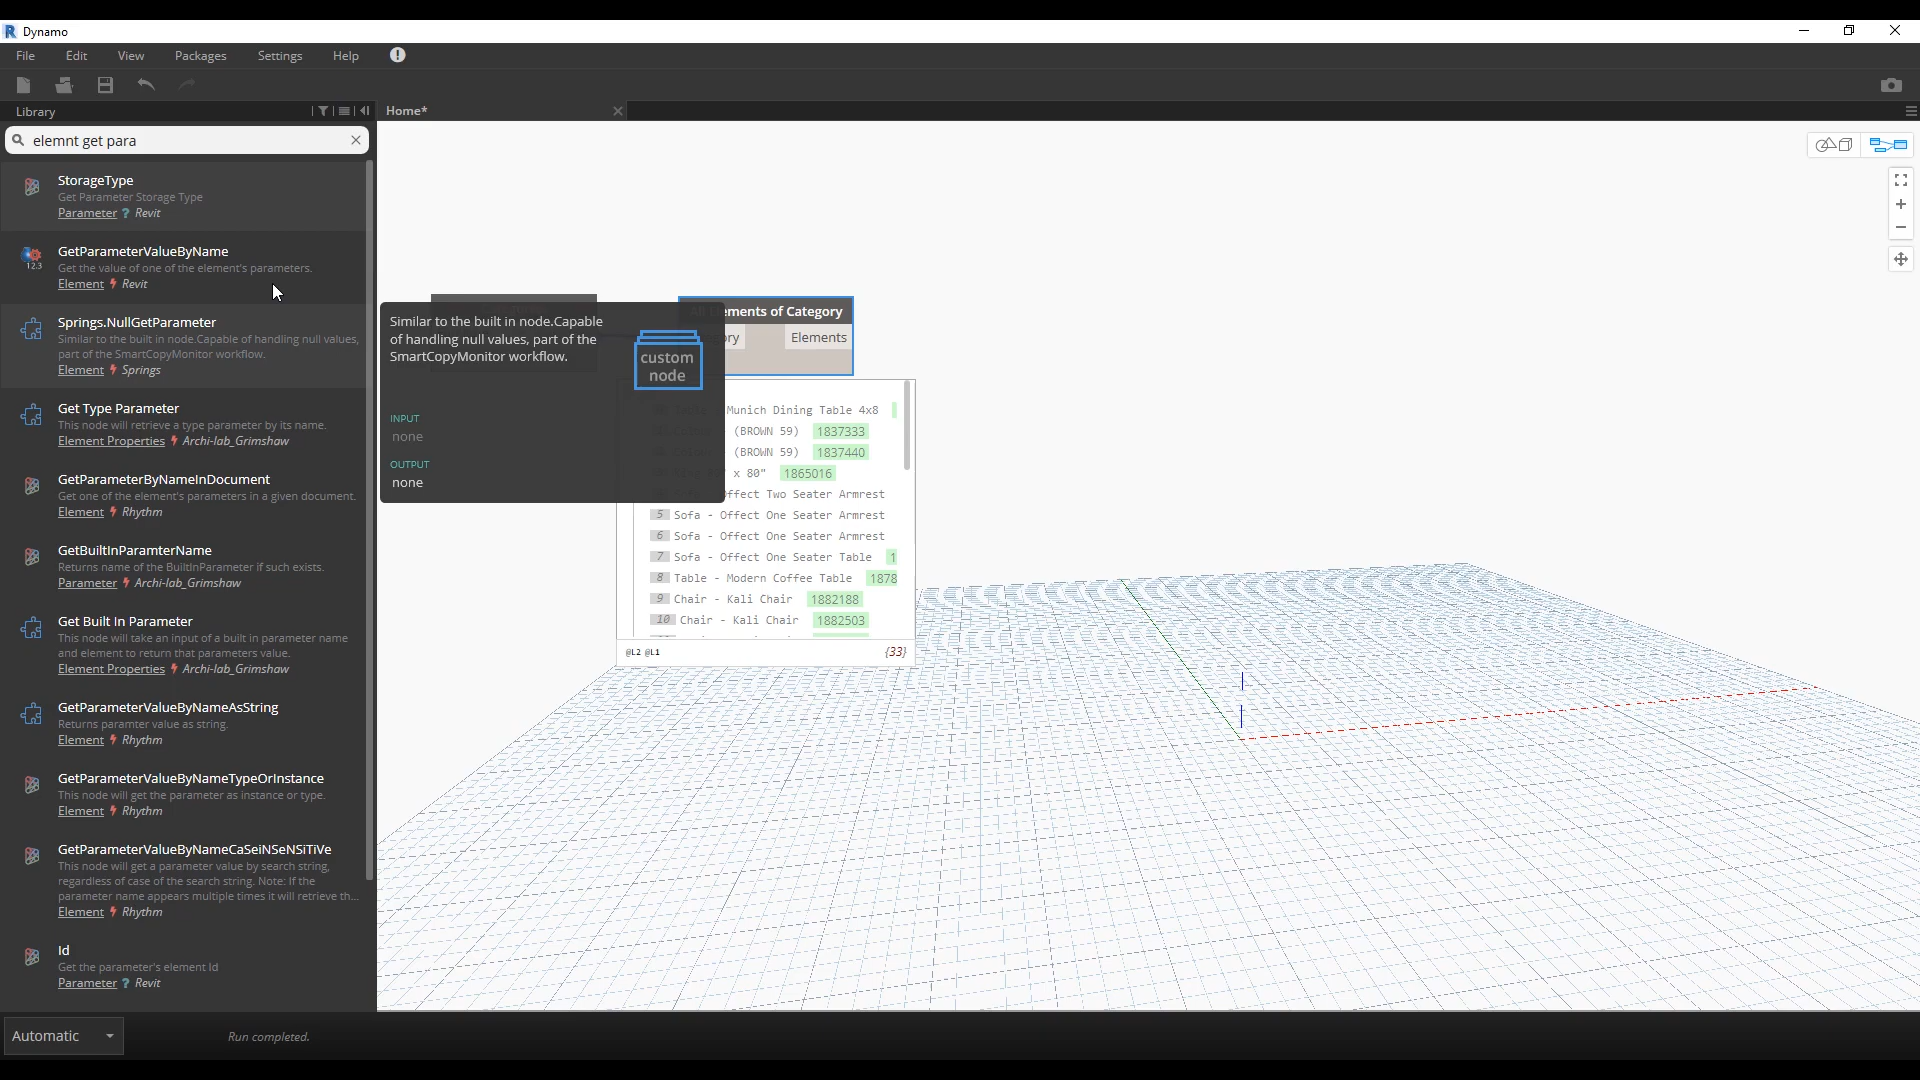 Dynamo
File Edit View Packages Settings Help
Library
Home*
elemnt get para
StorageType
Get Parameter Storage Type
Parameter ? Revit
GetParameterValueByName
Get the value of one of the element's parameters.
12.3
Element Revit
Springs.NullGetParameter
Similar to the built in node.Capable of handling null values,
part of the SmartCopyMonitor workflow.
Element Springs
Get Type Parameter
This node will retrieve a type parameter by its name.
Element Properties Archi-lab_Grimshaw
GetParameterByNameInDocument
Get one of the element's parameters in a given document.
Element Rhythm
GetBuiltInParamterName
Returns name of the BuiltInParameter if such exists.
Parameter Archi-lab_Grimshaw
Get Built In Parameter
This node will take an input of a built in parameter name
and element to return that parameters value.
Element Properties Archi-lab_Grimshaw
GetParameterValueByNameAsString
Returns paramter value as string.
Element Rhythm
GetParameterValueByNameTypeOrInstance
This node will get the parameter as instance or type.
Element Rhythm
GetParameterValueByNameCaSeiNSeNSiTiVe
This node will get a parameter value by search string,
regardless of case of the search string. Note: If the
parameter name appears multiple times it will retrieve th...
Element Rhythm
Id
Get the parameter's element Id
Parameter ? Revit
Automatic
Run completed.
Similar to the built in node.Capable
of handling null values, part of the
SmartCopyMonitor workflow.
custom
node
INPUT
none
OUTPUT
none
All Elements of Category
Elements
Munich Dining Table 4x8
(BROWN 59) 1837333
(BROWN 59) 1837440
x 80" 1865016
Offect Two Seater Armrest
5 Sofa - Offect One Seater Armrest
6 Sofa - Offect One Seater Armrest
7 Sofa - Offect One Seater Table 1
8 Table - Modern Coffee Table 1878
9 Chair - Kali Chair 1882188
10 Chair - Kali Chair 1882503
@L2 @L1 {33}